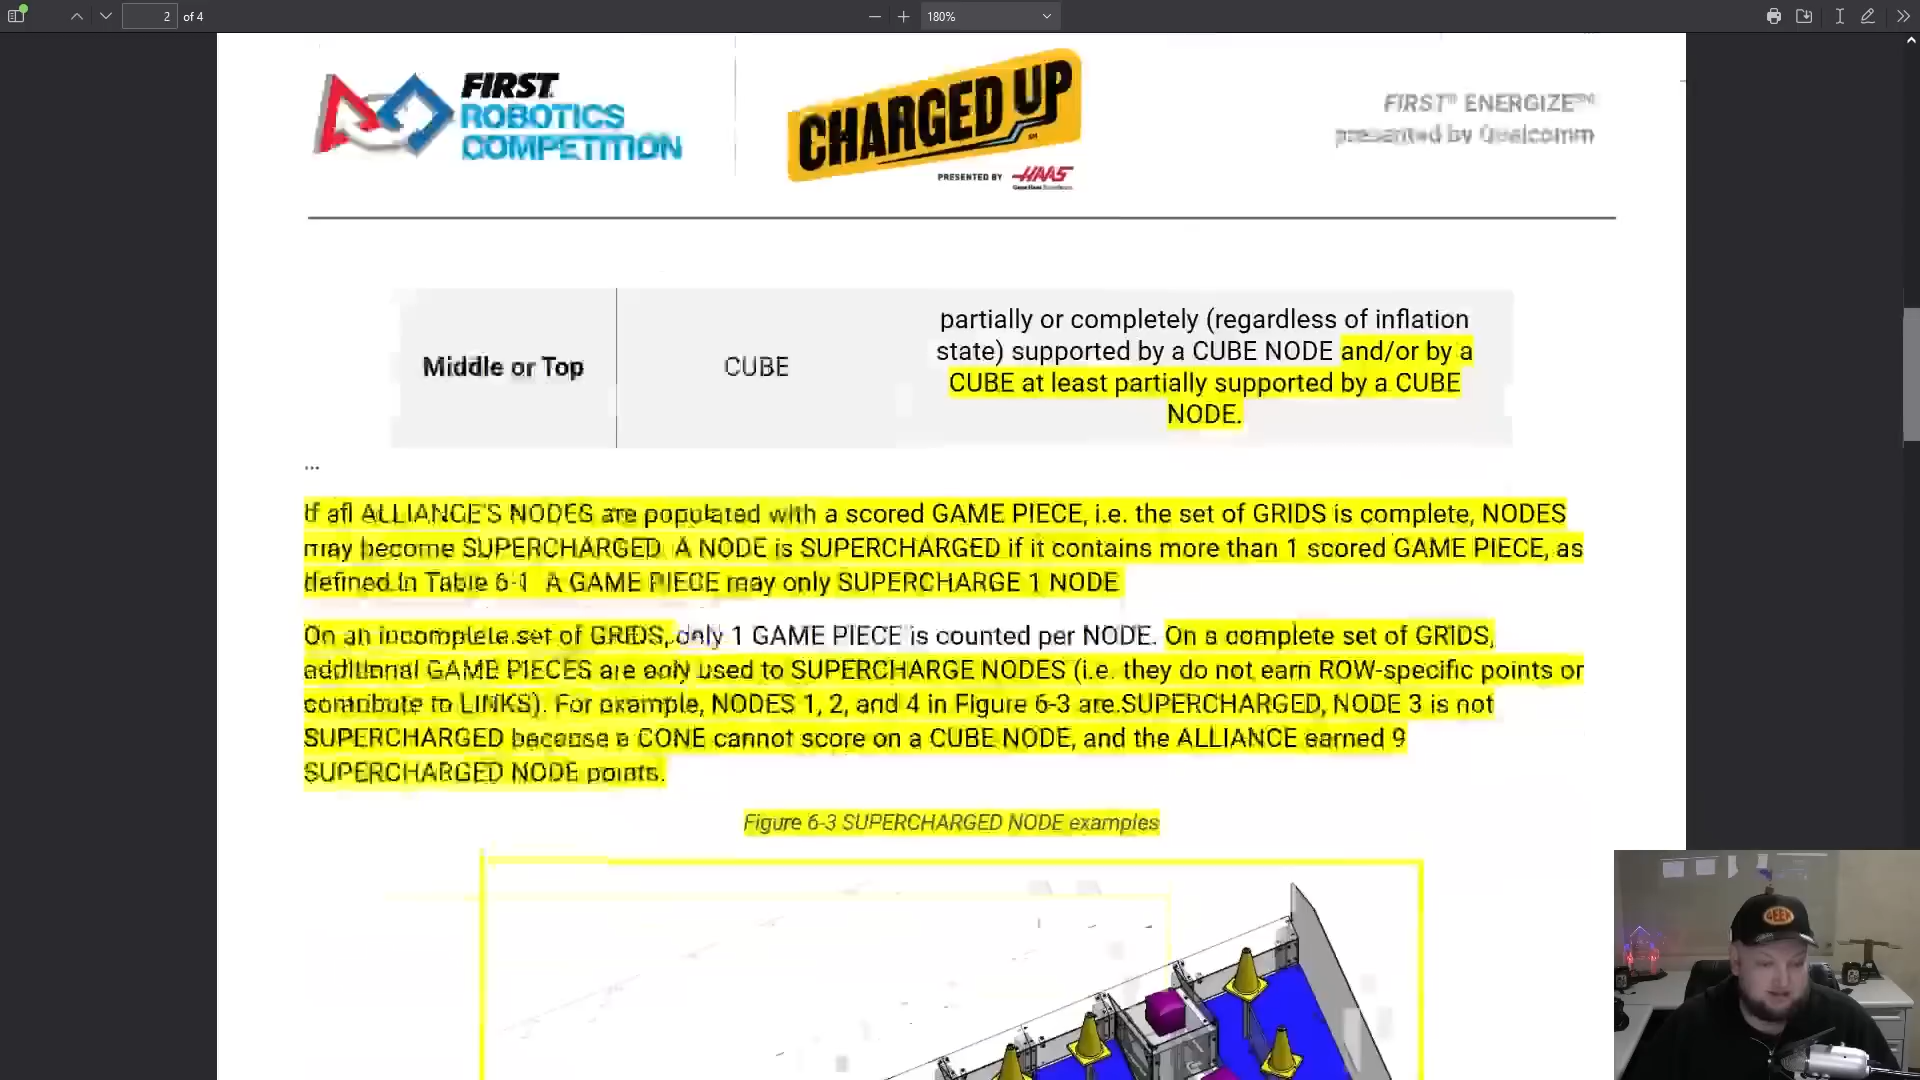 2 of 4
180%
FIRST
ROBOTICS
COMPETITION
CHARGED UP
PRESENTED BY HAAS
FIRST® ENERGIZE℠
presented by Qualcomm
Middle or Top
CUBE
partially or completely (regardless of inflation
state) supported by a CUBE NODE and/or by a
CUBE at least partially supported by a CUBE
NODE.
...
If all ALLIANCE'S NODES are populated with a scored GAME PIECE, i.e. the set of GRIDS is complete, NODES
may become SUPERCHARGED. A NODE is SUPERCHARGED if it contains more than 1 scored GAME PIECE, as
defined in Table 6-1. A GAME PIECE may only SUPERCHARGE 1 NODE.
On an incomplete set of GRIDS, only 1 GAME PIECE is counted per NODE. On a complete set of GRIDS,
additional GAME PIECES are only used to SUPERCHARGE NODES (i.e. they do not earn ROW-specific points or
contribute to LINKS). For example, NODES 1, 2, and 4 in Figure 6-3 are SUPERCHARGED, NODE 3 is not
SUPERCHARGED because a CONE cannot score on a CUBE NODE, and the ALLIANCE earned 9
SUPERCHARGED NODE points.
Figure 6-3 SUPERCHARGED NODE examples
GEEK